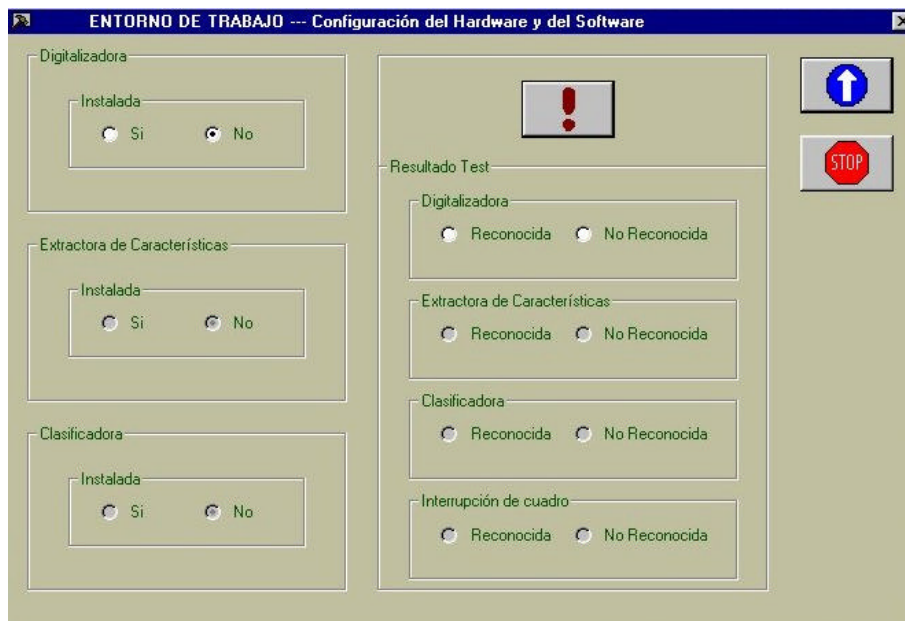 ENTORNO DE TRABAJO --- Configuración del Hardware y del Software
Digitalizadora
Instalada
Si No
Extractora de Características
Instalada
Si No
Clasificadora
Instalada
Si No
Resultado Test
Digitalizadora
Reconocida No Reconocida
Extractora de Características
Reconocida No Reconocida
Clasificadora
Reconocida No Reconocida
Interrupción de cuadro
Reconocida No Reconocida
STOP